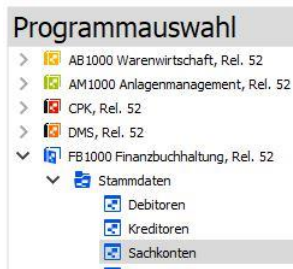 Programmauswahl
AB1000 Warenwirtschaft, Rel. 52
AM1000 Anlagenmanagement, Rel. 52
CPK, Rel. 52
DMS, Rel. 52
FB1000 Finanzbuchhaltung, Rel. 52
Stammdaten
Debitoren
Kreditoren
Sachkonten